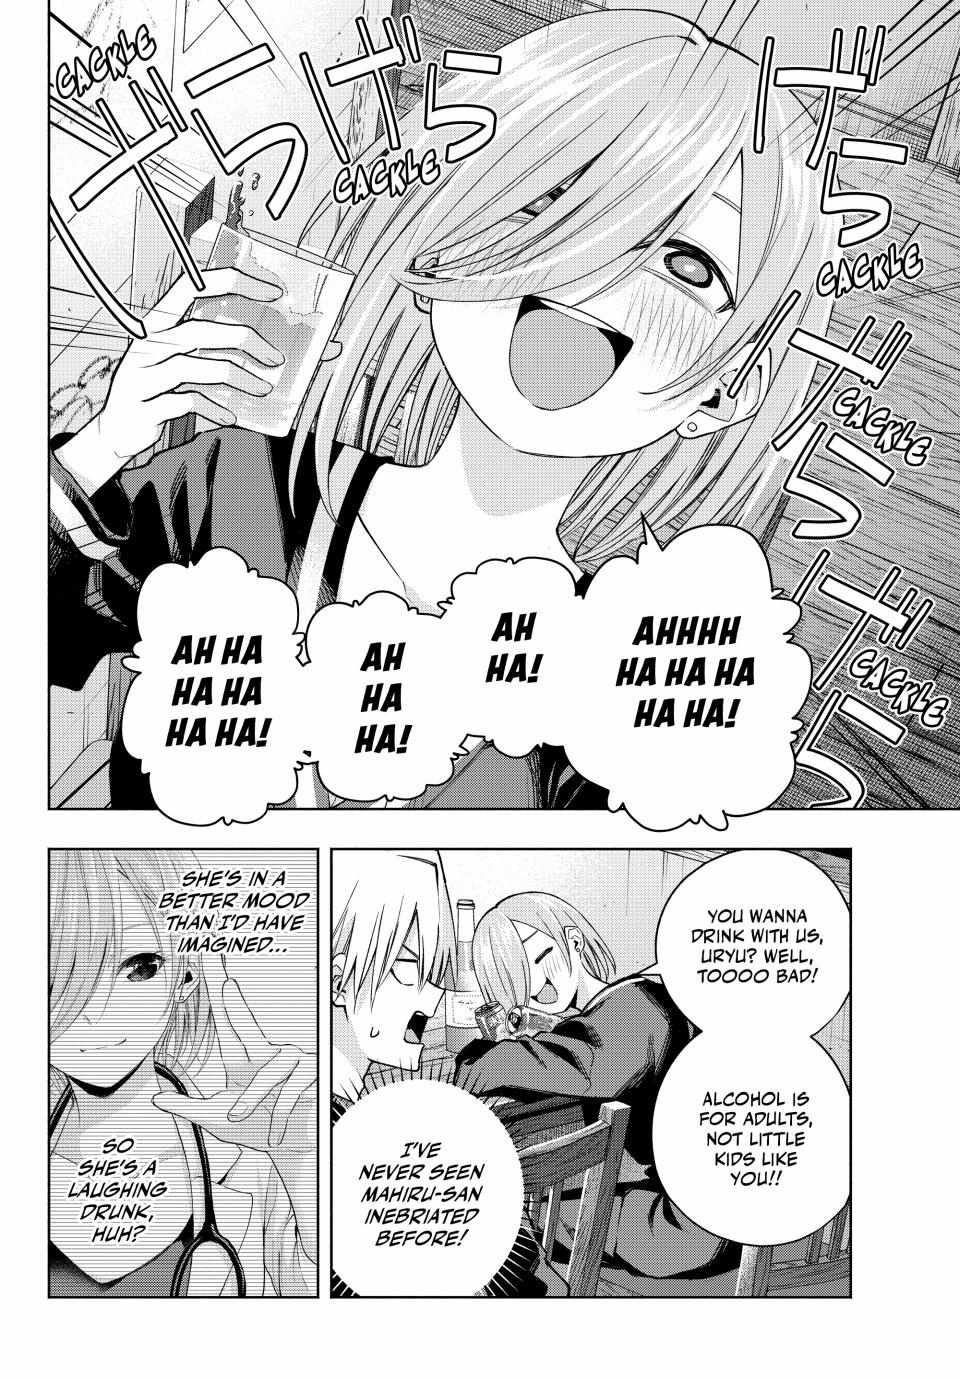 ゲラ
CACKLE
ゲラゲラ
CACKLE
ゲラゲラ
CACKLE
CACKLE
CACKLE
AHHHH
HA HA HA
HA HA!
AH
HA!
AH
HA
HA!
AH HA
HA HA
HA HA!
YOU WANNA
DRINK WITH US,
URYU? WELL,
TOOOO BAD!
ALCOHOL IS
FOR ADULTS,
NOT LITTLE
KIDS LIKE
YOU!!
I'VE
NEVER SEEN
MAHIRU-SAN
INEBRIATED
BEFORE!
SHE'S IN A
BETTER MOOD
THAN I'D HAVE
IMAGINED...
SO
SHE'S A
LAUGHING
DRUNK,
HUH?